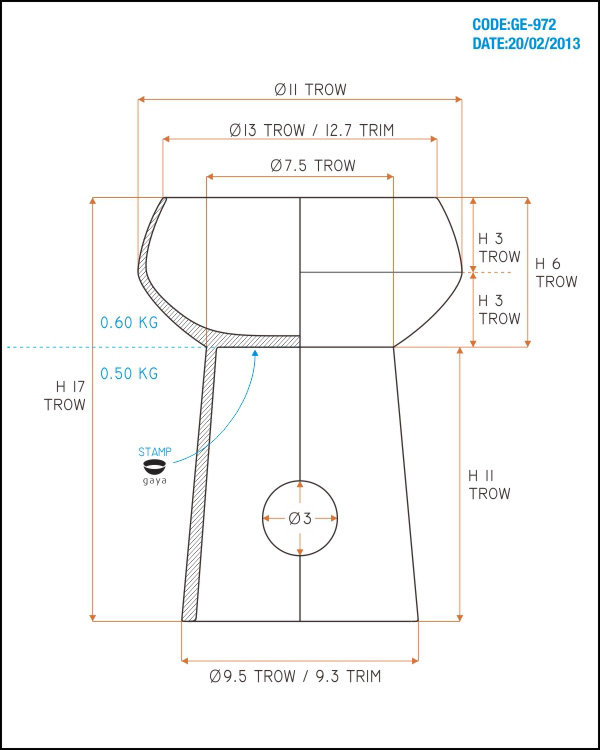 CODE:GE-972
DATE:20/02/2013
Ø11 TROW
Ø13 TROW / 12.7 TRIM
Ø7.5 TROW
H 3
TROW
H 6
TROW
H 3
TROW
0.60 KG
0.50 KG
H 17
TROW
STAMP
gaya
H 11
TROW
Ø3
Ø9.5 TROW / 9.3 TRIM